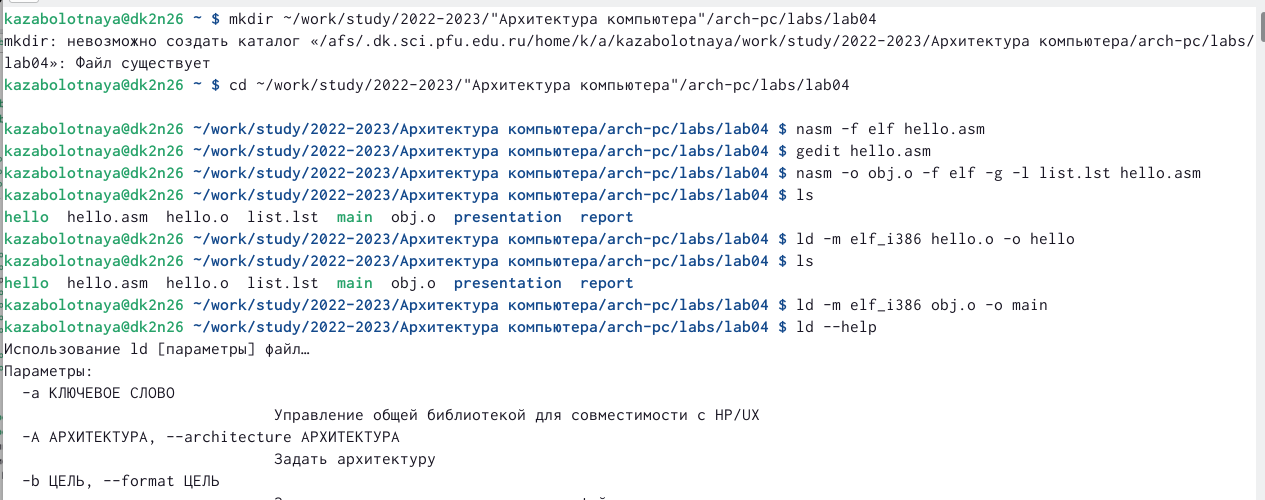 kazabolotnaya@dk2n26 ~ $ mkdir ~/work/study/2022-2023/"Архитектура компьютера"/arch-pc/labs/lab04
mkdir: невозможно создать каталог «/afs/.dk.sci.pfu.edu.ru/home/k/a/kazabolotnaya/work/study/2022-2023/Архитектура компьютера/arch-pc/labs/
lab04»: Файл существует
kazabolotnaya@dk2n26 ~ $ cd ~/work/study/2022-2023/"Архитектура компьютера"/arch-pc/labs/lab04
kazabolotnaya@dk2n26 ~/work/study/2022-2023/Архитектура компьютера/arch-pc/labs/lab04 $ nasm -f elf hello.asm
kazabolotnaya@dk2n26 ~/work/study/2022-2023/Архитектура компьютера/arch-pc/labs/lab04 $ gedit hello.asm
kazabolotnaya@dk2n26 ~/work/study/2022-2023/Архитектура компьютера/arch-pc/labs/lab04 $ nasm -o obj.o -f elf -g -l list.lst hello.asm
kazabolotnaya@dk2n26 ~/work/study/2022-2023/Архитектура компьютера/arch-pc/labs/lab04 $ ls
hello  hello.asm  hello.o  list.lst  main  obj.o  presentation  report
kazabolotnaya@dk2n26 ~/work/study/2022-2023/Архитектура компьютера/arch-pc/labs/lab04 $ ld -m elf_i386 hello.o -o hello
kazabolotnaya@dk2n26 ~/work/study/2022-2023/Архитектура компьютера/arch-pc/labs/lab04 $ ls
hello  hello.asm  hello.o  list.lst  main  obj.o  presentation  report
kazabolotnaya@dk2n26 ~/work/study/2022-2023/Архитектура компьютера/arch-pc/labs/lab04 $ ld -m elf_i386 obj.o -o main
kazabolotnaya@dk2n26 ~/work/study/2022-2023/Архитектура компьютера/arch-pc/labs/lab04 $ ld --help
Использование ld [параметры] файл…
Параметры:
  -a КЛЮЧЕВОЕ СЛОВО
                              Управление общей библиотекой для совместимости с HP/UX
  -A АРХИТЕКТУРА, --architecture АРХИТЕКТУРА
                              Задать архитектуру
  -b ЦЕЛЬ, --format ЦЕЛЬ